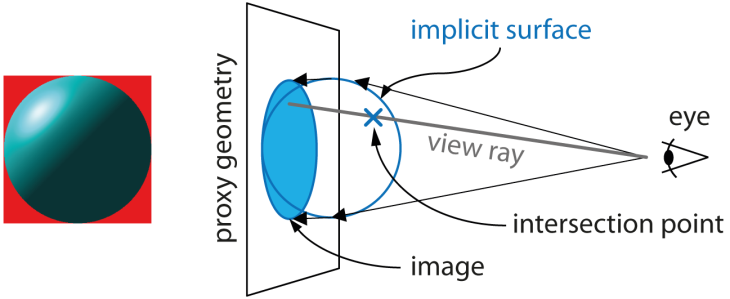 implicit surface
proxy geometry
eye
view ray
intersection point
image